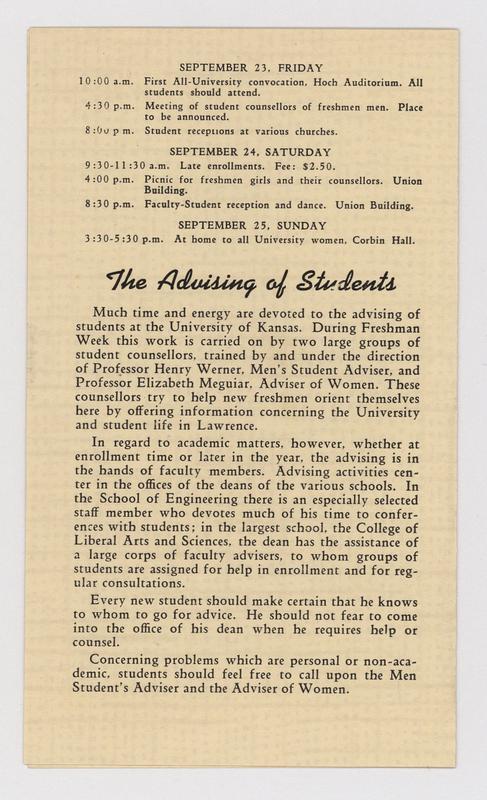 SEPTEMBER 23, FRIDAY
10:00 a.m. First All-University convocation, Hoch Auditorium. All
students should attend.
4:30 p.m. Meeting of student counsellors of freshmen men. Place
to be announced.
8:00 p m. Student receptions at various churches.
SEPTEMBER 24, SATURDAY
9:30-11:30 a.m. Late enrollments. Fee: $2.50.
4:00 p.m. Picnic for freshmen girls and their counsellors. Union
Building.
8:30 p.m. Faculty-Student reception and dance. Union Building.
SEPTEMBER 25, SUNDAY
3:30-5:30 p.m. At home to all University women, Corbin Hall.
The Advising of Students
Much time and energy are devoted to the advising of
students at the University of Kansas. During Freshman
Week this work is carried on by two large groups of
student counsellors, trained by and under the direction
of Professor Henry Werner, Men's Student Adviser, and
Professor Elizabeth Meguiar, Adviser of Women. These
counsellors try to help new freshmen orient themselves
here by offering information concerning the University
and student life in Lawrence.
In regard to academic matters, however, whether at
enrollment time or later in the year, the advising is in
the hands of faculty members. Advising activities cen-
ter in the offices of the deans of the various schools. In
the School of Engineering there is an especially selected
staff member who devotes much of his time to confer-
ences with students; in the largest school, the College of
Liberal Arts and Sciences, the dean has the assistance of
a large corps of faculty advisers, to whom groups of
students are assigned for help in enrollment and for reg-
ular consultations.
Every new student should make certain that he knows
to whom to go for advice. He should not fear to come
into the office of his dean when he requires help or
counsel.
Concerning problems which are personal or non-aca-
demic, students should feel free to call upon the Men
Student's Adviser and the Adviser of Women.